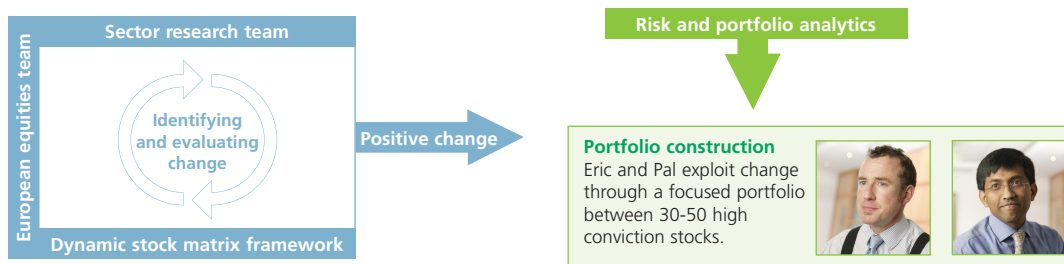 Sector research team
European equities team
Identifying
and evaluating
change
Dynamic stock matrix framework
Positive change
Risk and portfolio analytics
Portfolio construction
Eric and Pal exploit change
through a focused portfolio
between 30-50 high
conviction stocks.